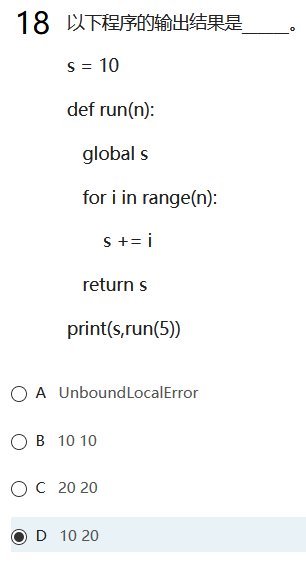 18 以下程序的输出结果是______。
s = 10
def run(n):
global s
for i in range(n):
s += i
return s
print(s,run(5))
A UnboundLocalError
B 10 10
C 20 20
D 10 20